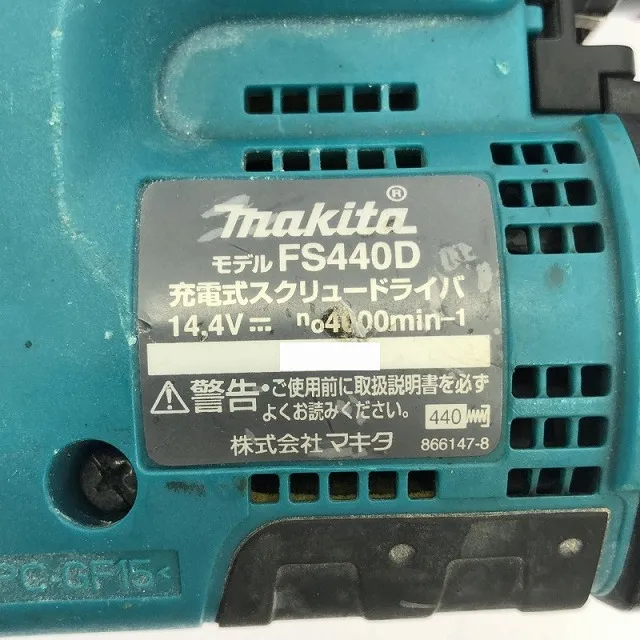 makita®
モデル FS440D
充電式スクリュードライバ
14.4V⎓ n₀4000min⁻¹
⚠警告・ご使用前に取扱説明書を必ず
よくお読みください。
440
株式会社 マキタ 866147-8
PC-GF15<